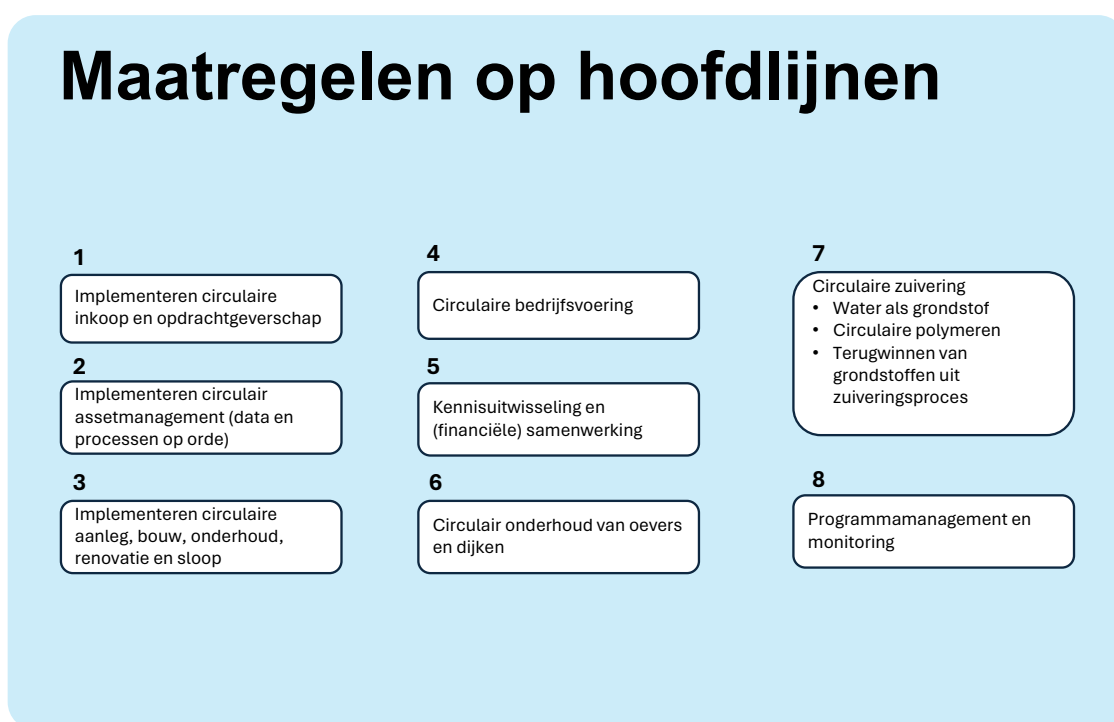 Maatregelen op hoofdlijnen
1
Implementeren circulaire
inkoop en opdrachtgeverschap
2
Implementeren circulair
assetmanagement (data en
processen op orde)
3
Implementeren circulaire
aanleg, bouw, onderhoud,
renovatie en sloop
4
Circulaire bedrijfsvoering
5
Kennisuitwisseling en
(financiële) samenwerking
6
Circulair onderhoud van oevers
en dijken
7
Circulaire zuivering
• Water als grondstof
• Circulaire polymeren
• Terugwinnen van
grondstoffen uit
zuiveringsproces
8
Programmamanagement en
monitoring